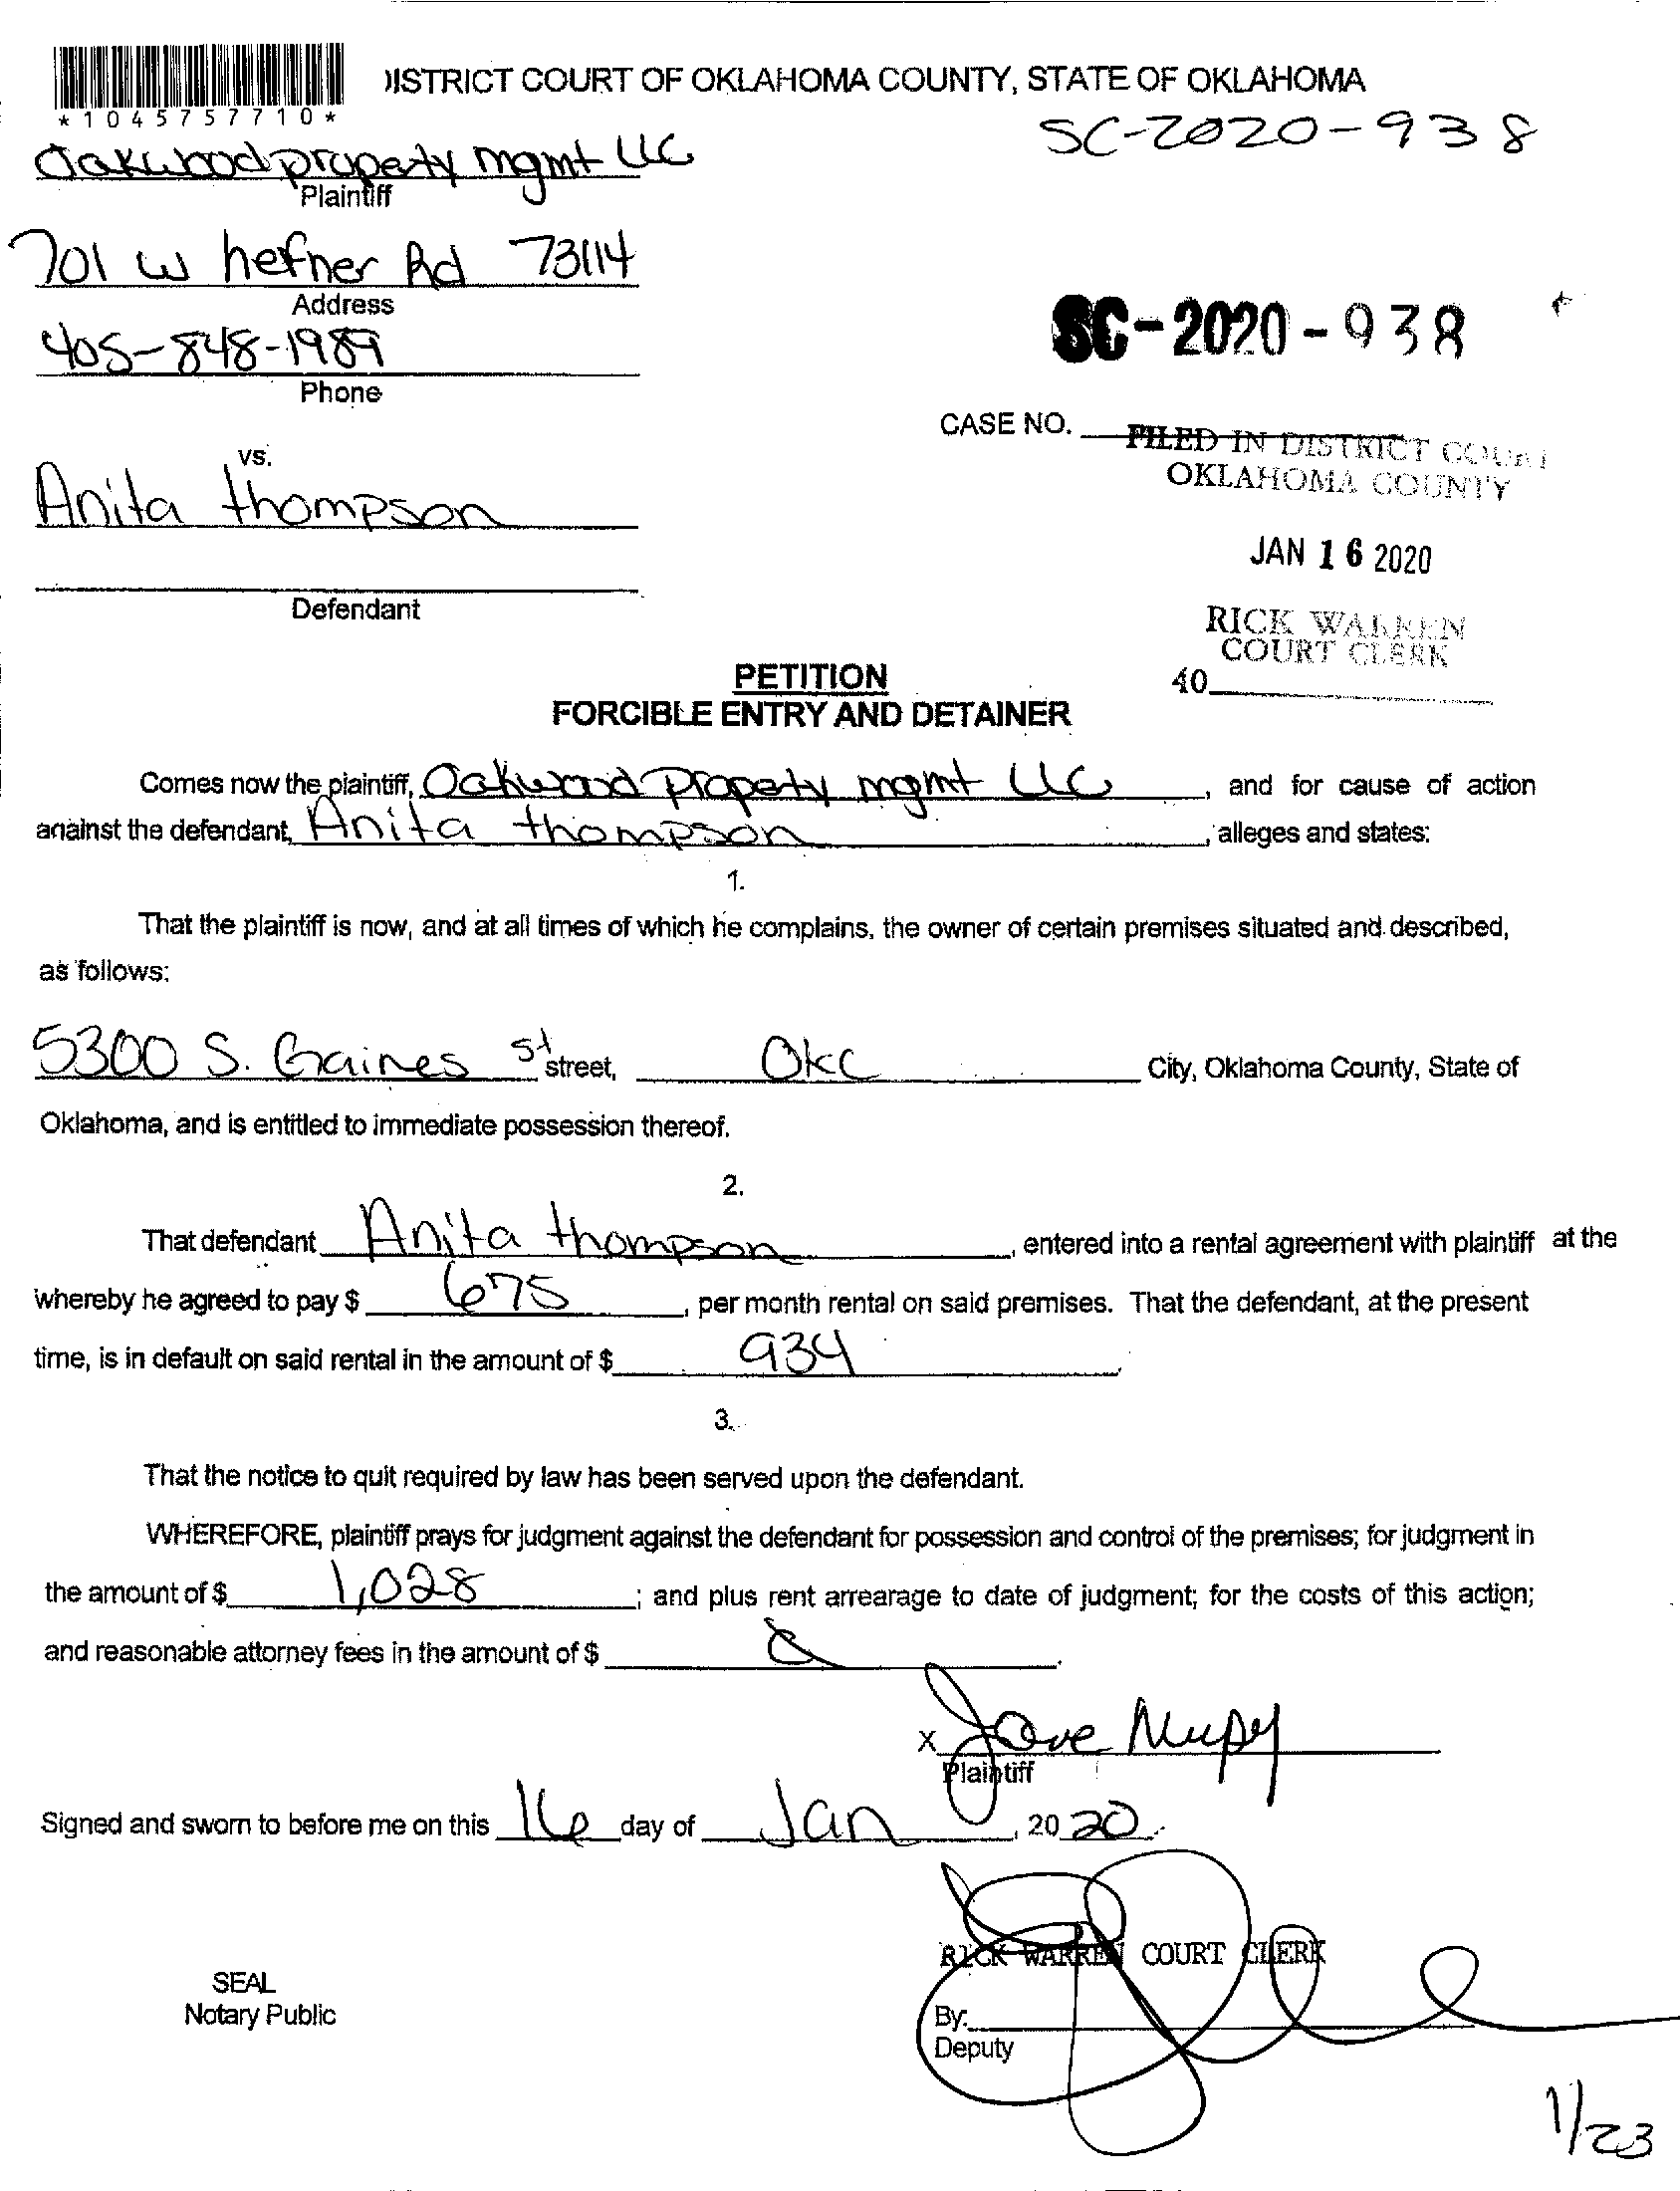 DISTRICT COURT OF OKLAHOMA COUNTY, STATE OF OKLAHOMA
*1045757710*
SC-2020-938
Oakwood property mgmt LLC
Plaintiff
701 W hefner Rd 73114
Address
SC-2020-938
405-848-1989
Phone
CASE NO.
FILED IN DISTRICT COURT
OKLAHOMA COUNTY
vs.
Anita thompson
JAN 16 2020
Defendant
RICK WARREN
COURT CLERK
40
PETITION
FORCIBLE ENTRY AND DETAINER
Comes now the plaintiff, Oakwood Property mgmt LLC, and for cause of action
against the defendant, Anita thompson, alleges and states:
1.
That the plaintiff is now, and at all times of which he complains, the owner of certain premises situated and described,
as follows:
5300 S. Gaines st street, Okc City, Oklahoma County, State of
Oklahoma, and is entitled to immediate possession thereof.
2.
That defendant Anita thompson, entered into a rental agreement with plaintiff at the
whereby he agreed to pay $ 675, per month rental on said premises. That the defendant, at the present
time, is in default on said rental in the amount of $ 934.
3.
That the notice to quit required by law has been served upon the defendant.
WHEREFORE, plaintiff prays for judgment against the defendant for possession and control of the premises; for judgment in
the amount of $ 1,028; and plus rent arrearage to date of judgment; for the costs of this action;
and reasonable attorney fees in the amount of $
X
Plaintiff
Signed and sworn to before me on this 16 day of Jan, 2020.
RICK WARREN COURT CLERK
SEAL
Notary Public
By:
Deputy
1/23